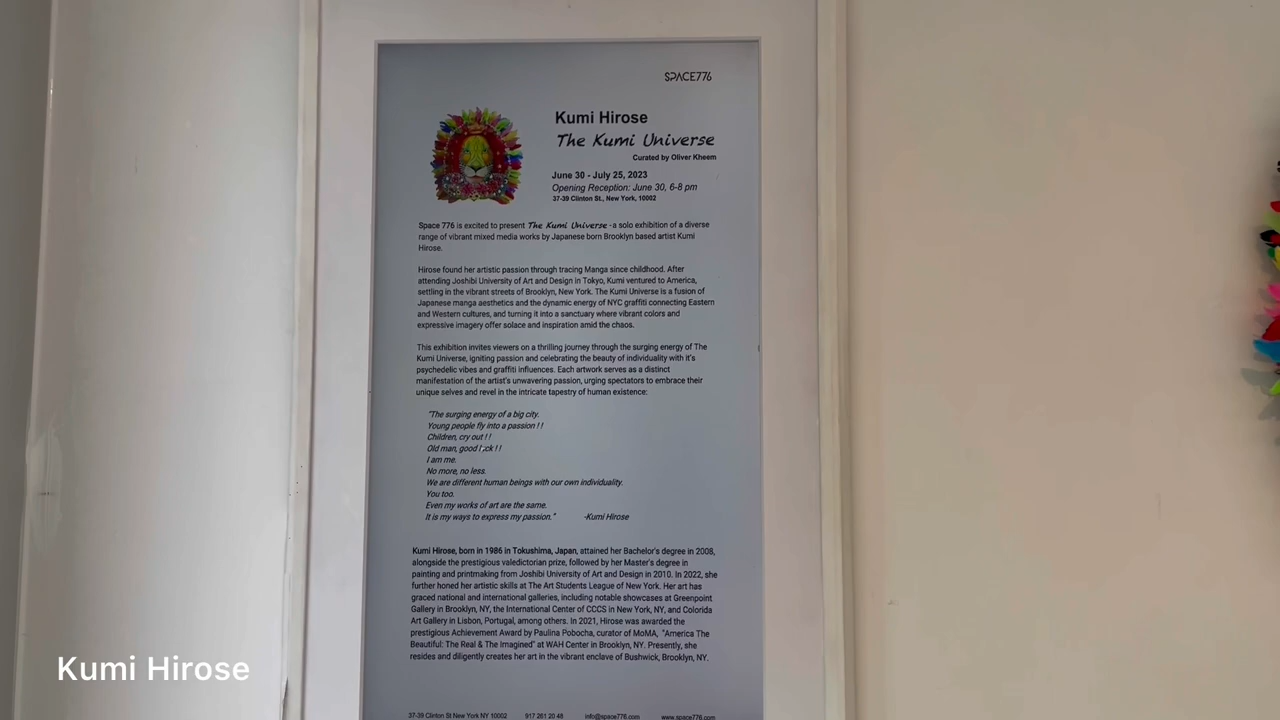 SPACE776
Kumi Hirose
The Kumi Universe
Curated by Oliver Kheem
June 30 - July 25, 2023
Opening Reception: June 30, 6-8 pm
37-39 Clinton St., New York, 10002
Space 776 is excited to present The Kumi Universe - a solo exhibition of a diverse
range of vibrant mixed media works by Japanese born Brooklyn based artist Kumi
Hirose.
Hirose found her artistic passion through tracing Manga since childhood. After
attending Joshibi University of Art and Design in Tokyo, Kumi ventured to America,
settling in the vibrant streets of Brooklyn, New York. The Kumi Universe is a fusion of
Japanese manga aesthetics and the dynamic energy of NYC graffiti connecting Eastern
and Western cultures, and turning it into a sanctuary where vibrant colors and
expressive imagery offer solace and inspiration amid the chaos.
This exhibition invites viewers on a thrilling journey through the surging energy of The
Kumi Universe, igniting passion and celebrating the beauty of individuality with it's
psychedelic vibes and graffiti influences. Each artwork serves as a distinct
manifestation of the artist's unwavering passion, urging spectators to embrace their
unique selves and revel in the intricate tapestry of human existence:
"The surging energy of a big city.
Young people fly into a passion ! !
Children, cry out ! !
Old man, good luck ! !
I am me.
No more, no less.
We are different human beings with our own individuality.
You too.
Even my works of art are the same.
It is my ways to express my passion." -Kumi Hirose
Kumi Hirose, born in 1986 in Tokushima, Japan, attained her Bachelor's degree in 2008,
alongside the prestigious valedictorian prize, followed by her Master's degree in
painting and printmaking from Joshibi University of Art and Design in 2010. In 2022, she
further honed her artistic skills at The Art Students League of New York. Her art has
graced national and international galleries, including notable showcases at Greenpoint
Gallery in Brooklyn, NY, the International Center of CCCS in New York, NY, and Colorida
Art Gallery in Lisbon, Portugal, among others. In 2021, Hirose was awarded the
prestigious Achievement Award by Paulina Pobocha, curator of MoMA, "America The
Beautiful: The Real & The Imagined" at WAH Center in Brooklyn, NY. Presently, she
resides and diligently creates her art in the vibrant enclave of Bushwick, Brooklyn, NY.
37-39 Clinton St New York NY 10002 917 261 20 48 info@space776.com www.space776.com
Kumi Hirose